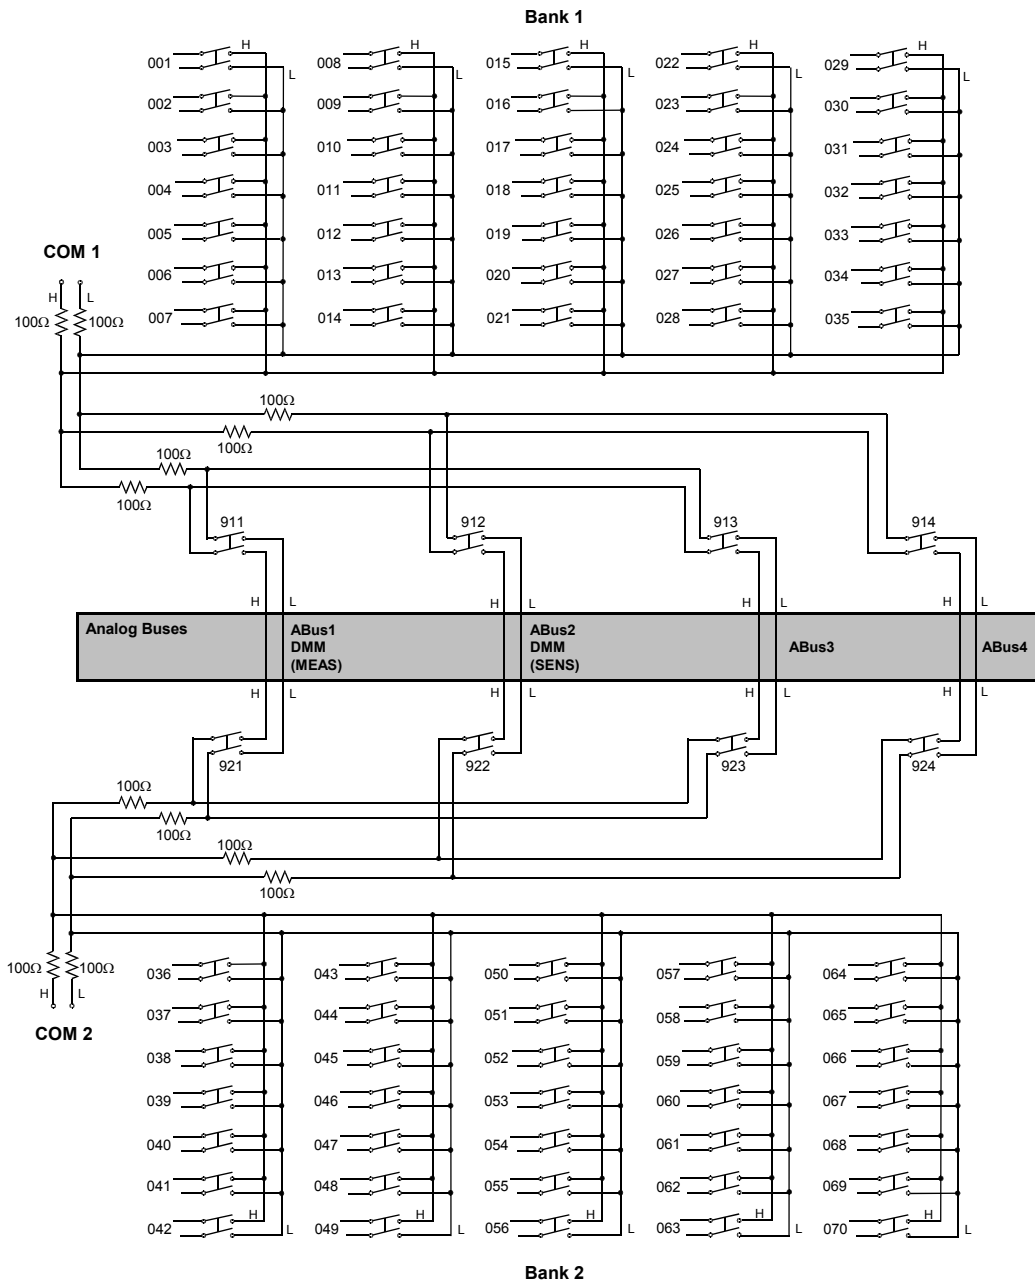 Bank 1
H H H H H
001 008 015 022 029
L L L L L
002 009 016 023 030
003 010 017 024 031
004 011 018 025 032
005 012 019 026 033
COM 1
006 013 020 027 034
H L
100Ω 100Ω
007 014 021 028 035
100Ω
100Ω
100Ω
100Ω
911 912 913 914
H L H L H L H L
Analog Buses
ABus1
DMM
(MEAS)
ABus2
DMM
(SENS)
ABus3
ABus4
H L H L H L H L
921 922 923 924
100Ω
100Ω
100Ω
100Ω
100Ω 100Ω
H L
COM 2
036 043 050 057 064
037 044 051 058 065
038 045 052 059 066
039 046 053 060 067
040 047 054 061 068
041 048 055 062 069
H H H H H
042 049 056 063 070
L L L L L
Bank 2